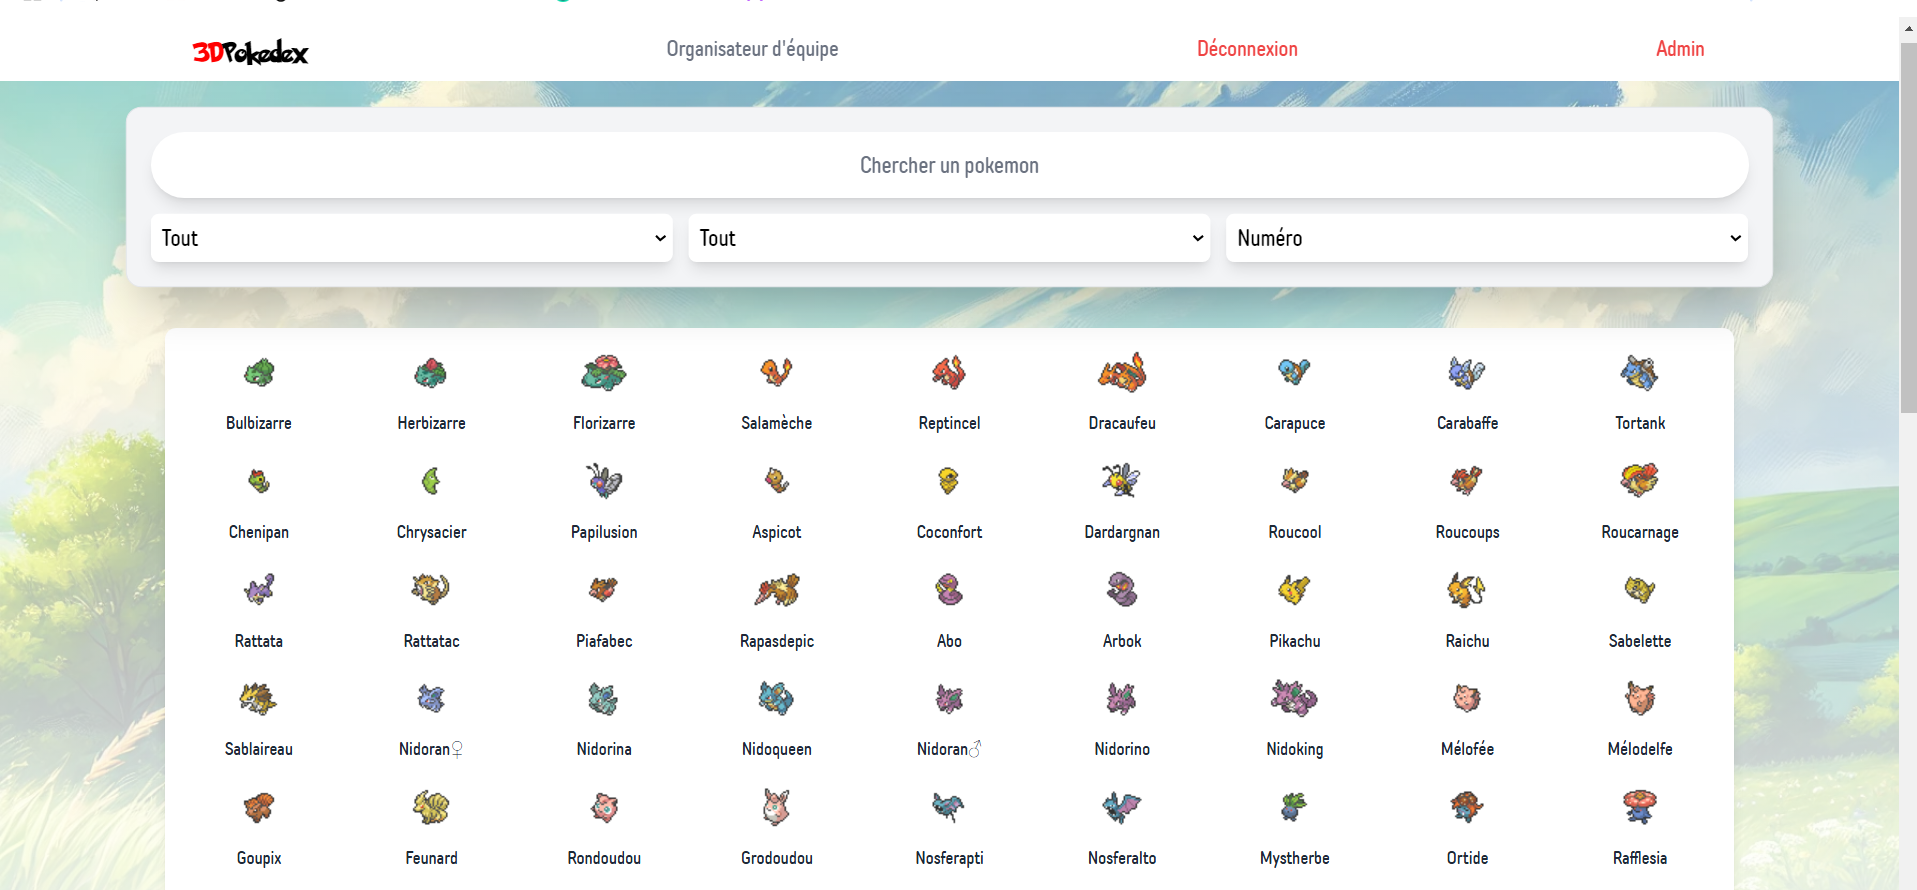 3DPokedex Organisateur d'équipe Déconnexion Admin
Chercher un pokemon
Tout Tout Numéro
Bulbizarre Herbizarre Florizarre Salamèche Reptincel Dracaufeu Carapuce Carabaffe Tortank
Chenipan Chrysacier Papilusion Aspicot Coconfort Dardargnan Roucool Roucoups Roucarnage
Rattata Rattatac Piafabec Rapasdepic Abo Arbok Pikachu Raichu Sabelette
Sablaireau Nidoran♀ Nidorina Nidoqueen Nidoran♂ Nidorino Nidoking Mélofée Mélodelfe
Goupix Feunard Rondoudou Grodoudou Nosferapti Nosferalto Mystherbe Ortide Rafflesia